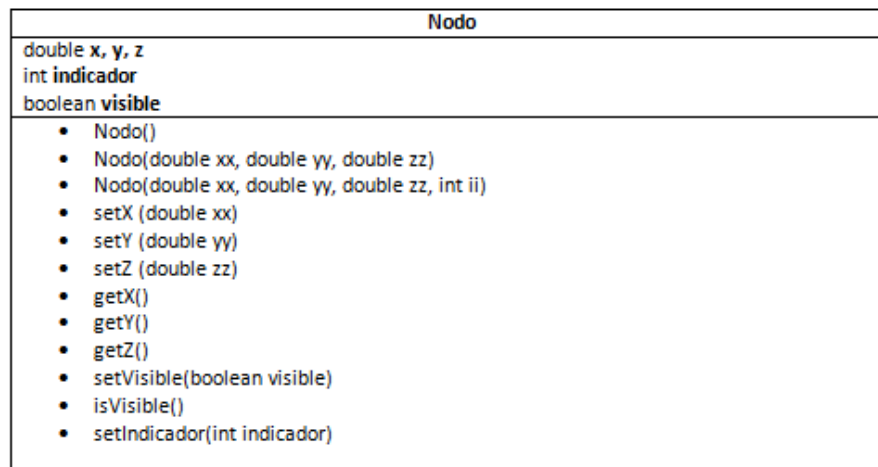 Nodo
double x, y, z
int indicador
boolean visible
• Nodo()
• Nodo(double xx, double yy, double zz)
• Nodo(double xx, double yy, double zz, int ii)
• setX (double xx)
• setY (double yy)
• setZ (double zz)
• getX()
• getY()
• getZ()
• setVisible(boolean visible)
• isVisible()
• setIndicador(int indicador)